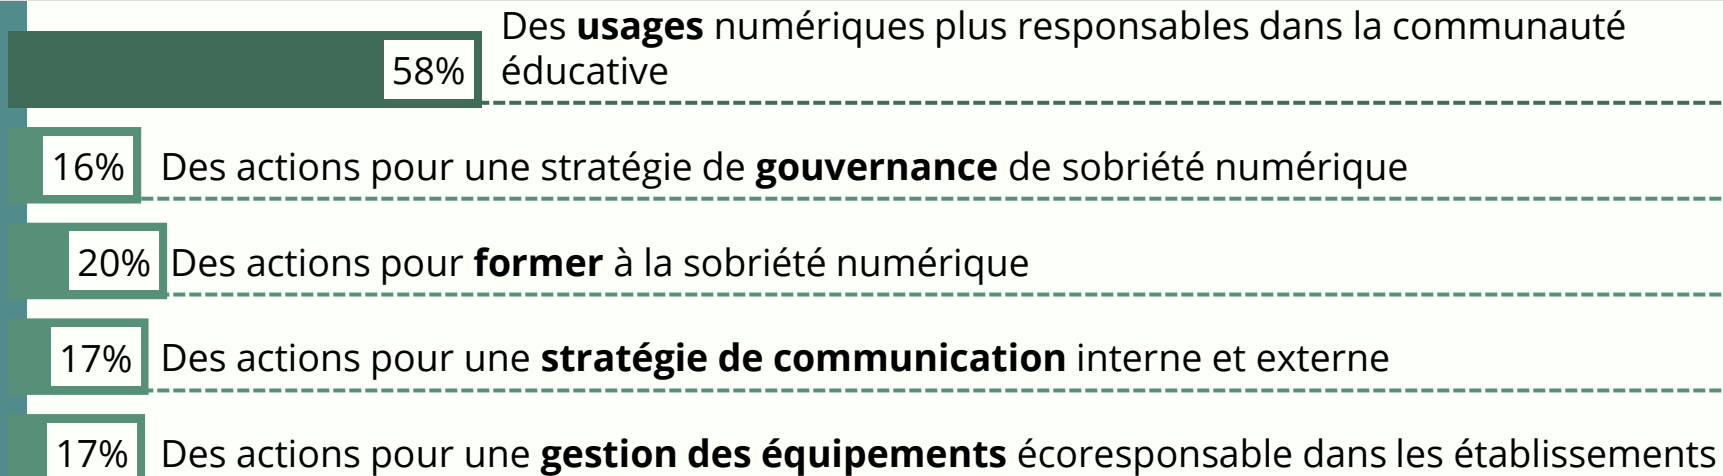 Des usages numériques plus responsables dans la communauté
58% éducative
16% Des actions pour une stratégie de gouvernance de sobriété numérique
20% Des actions pour former à la sobriété numérique
17% Des actions pour une stratégie de communication interne et externe
17% Des actions pour une gestion des équipements écoresponsable dans les établissements